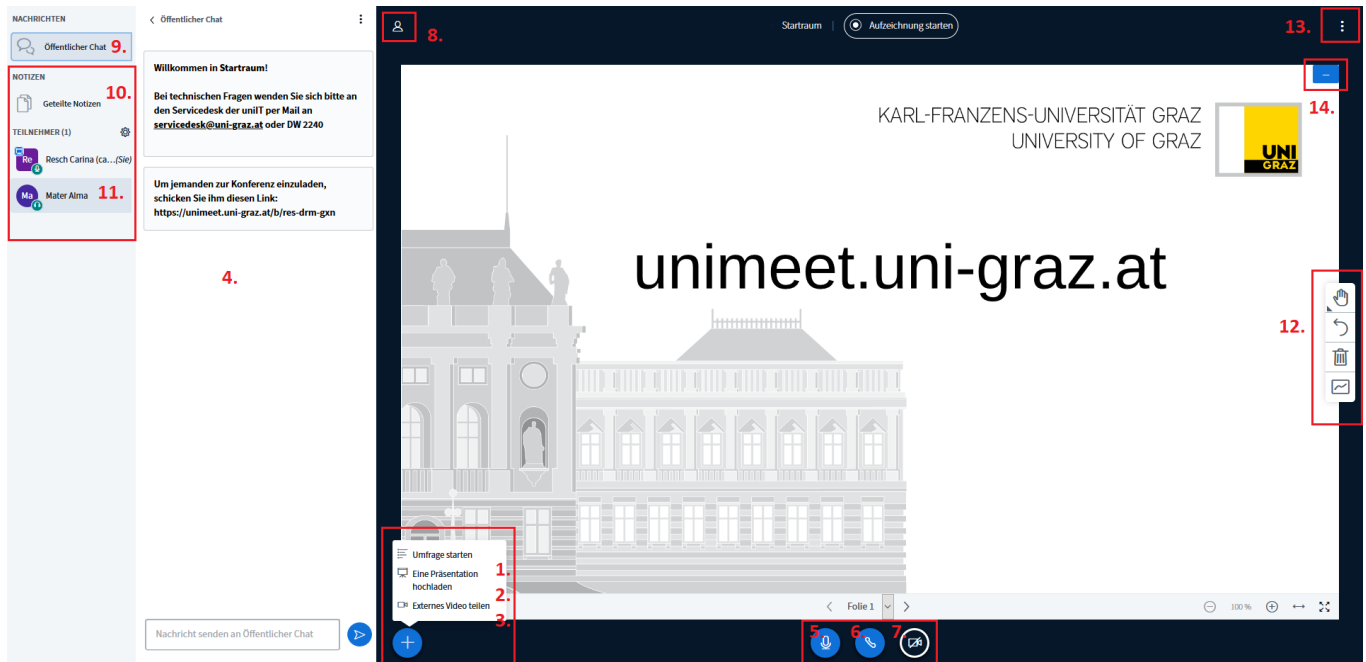 NACHRICHTEN
Öffentlicher Chat 9.
NOTIZEN
10.
Geteilte Notizen
TEILNEHMER (1)
Re Resch Carina (ca...(Sie)
Ma Mater Alma 11.
Öffentlicher Chat
Willkommen in Startraum!
Bei technischen Fragen wenden Sie sich bitte an
den Servicedesk der uniIT per Mail an
servicedesk@uni-graz.at oder DW 2240
Um jemanden zur Konferenz einzuladen,
schicken Sie ihm diesen Link:
https://unimeet.uni-graz.at/b/res-drm-gxn
4.
Nachricht senden an Öffentlicher Chat
8.
Startraum | Aufzeichnung starten
13.
14.
KARL-FRANZENS-UNIVERSITÄT GRAZ
UNIVERSITY OF GRAZ
UNI
GRAZ
unimeet.uni-graz.at
12.
Umfrage starten
1.
Eine Präsentation
hochladen
2.
Externes Video teilen
3.
Folie 1
100 %
5. 6. 7.